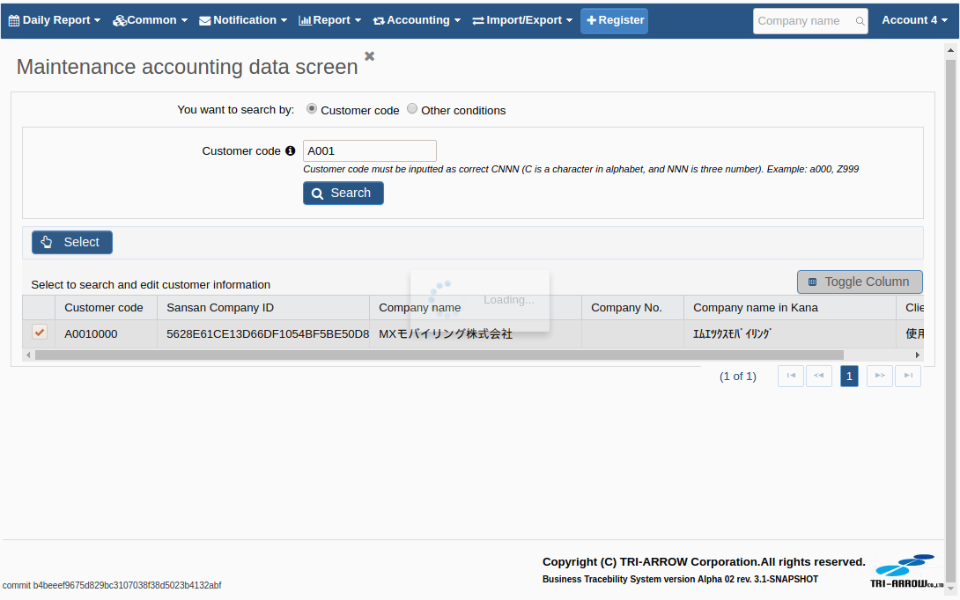 Daily Report Common Notification Report Accounting Import/Export Register Company name Account 4
Maintenance accounting data screen
You want to search by: Customer code Other conditions
Customer code A001
Customer code must be inputted as correct CNNN (C is a character in alphabet, and NNN is three number). Example: a000, Z999
Search
Select
Select to search and edit customer information
Toggle Column
Loading...
Customer code Sansan Company ID Company name Company No. Company name in Kana Clie
A0010000 5628E61CE13D66DF1054BF5BE50D8 MXモバイリング株式会社 ｴﾑｴﾂｸｽﾓﾊﾞｲﾘﾝｸﾞ 使用
(1 of 1) 1
Copyright (C) TRI-ARROW Corporation.All rights reserved.
Business Tracebility System version Alpha 02 rev. 3.1-SNAPSHOT
TRI-ARROW CO.,LTD
commit b4beeef9675d829bc3107038f38d5023b4132abf